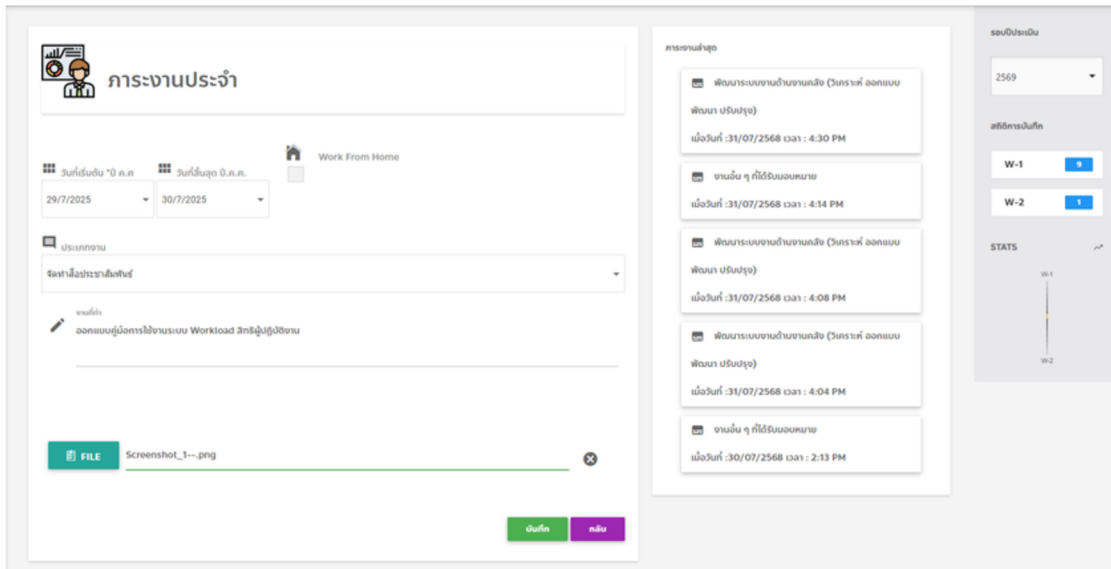 ภาระงานประจำ
วันที่เริ่มต้น "ปี ค.ศ
วันที่สิ้นสุด ปี.ค.ศ.
Work From Home
29/7/2025
30/7/2025
ประเภทงาน
จัดทำสื่อประชาสัมพันธ์
งานที่ทำ
ออกแบบคู่มือการใช้งานระบบ Workload สิทธิผู้ปฏิบัติงาน
FILE
Screenshot_1--.png
บันทึก
กลับ
ภาระงานล่าสุด
พัฒนาระบบงานด้านงานคลัง (วิเคราะห์ ออกแบบ
พัฒนา ปรับปรุง)
เมื่อวันที่ :31/07/2568 เวลา : 4:30 PM
งานอื่น ๆ ที่ได้รับมอบหมาย
เมื่อวันที่ :31/07/2568 เวลา : 4:14 PM
พัฒนาระบบงานด้านงานคลัง (วิเคราะห์ ออกแบบ
พัฒนา ปรับปรุง)
เมื่อวันที่ :31/07/2568 เวลา : 4:08 PM
พัฒนาระบบงานด้านงานคลัง (วิเคราะห์ ออกแบบ
พัฒนา ปรับปรุง)
เมื่อวันที่ :31/07/2568 เวลา : 4:04 PM
งานอื่น ๆ ที่ได้รับมอบหมาย
เมื่อวันที่ :30/07/2568 เวลา : 2:13 PM
รอบปีประเมิน
2569
สถิติการบันทึก
W-1 9
W-2 1
STATS
W-1
W-2